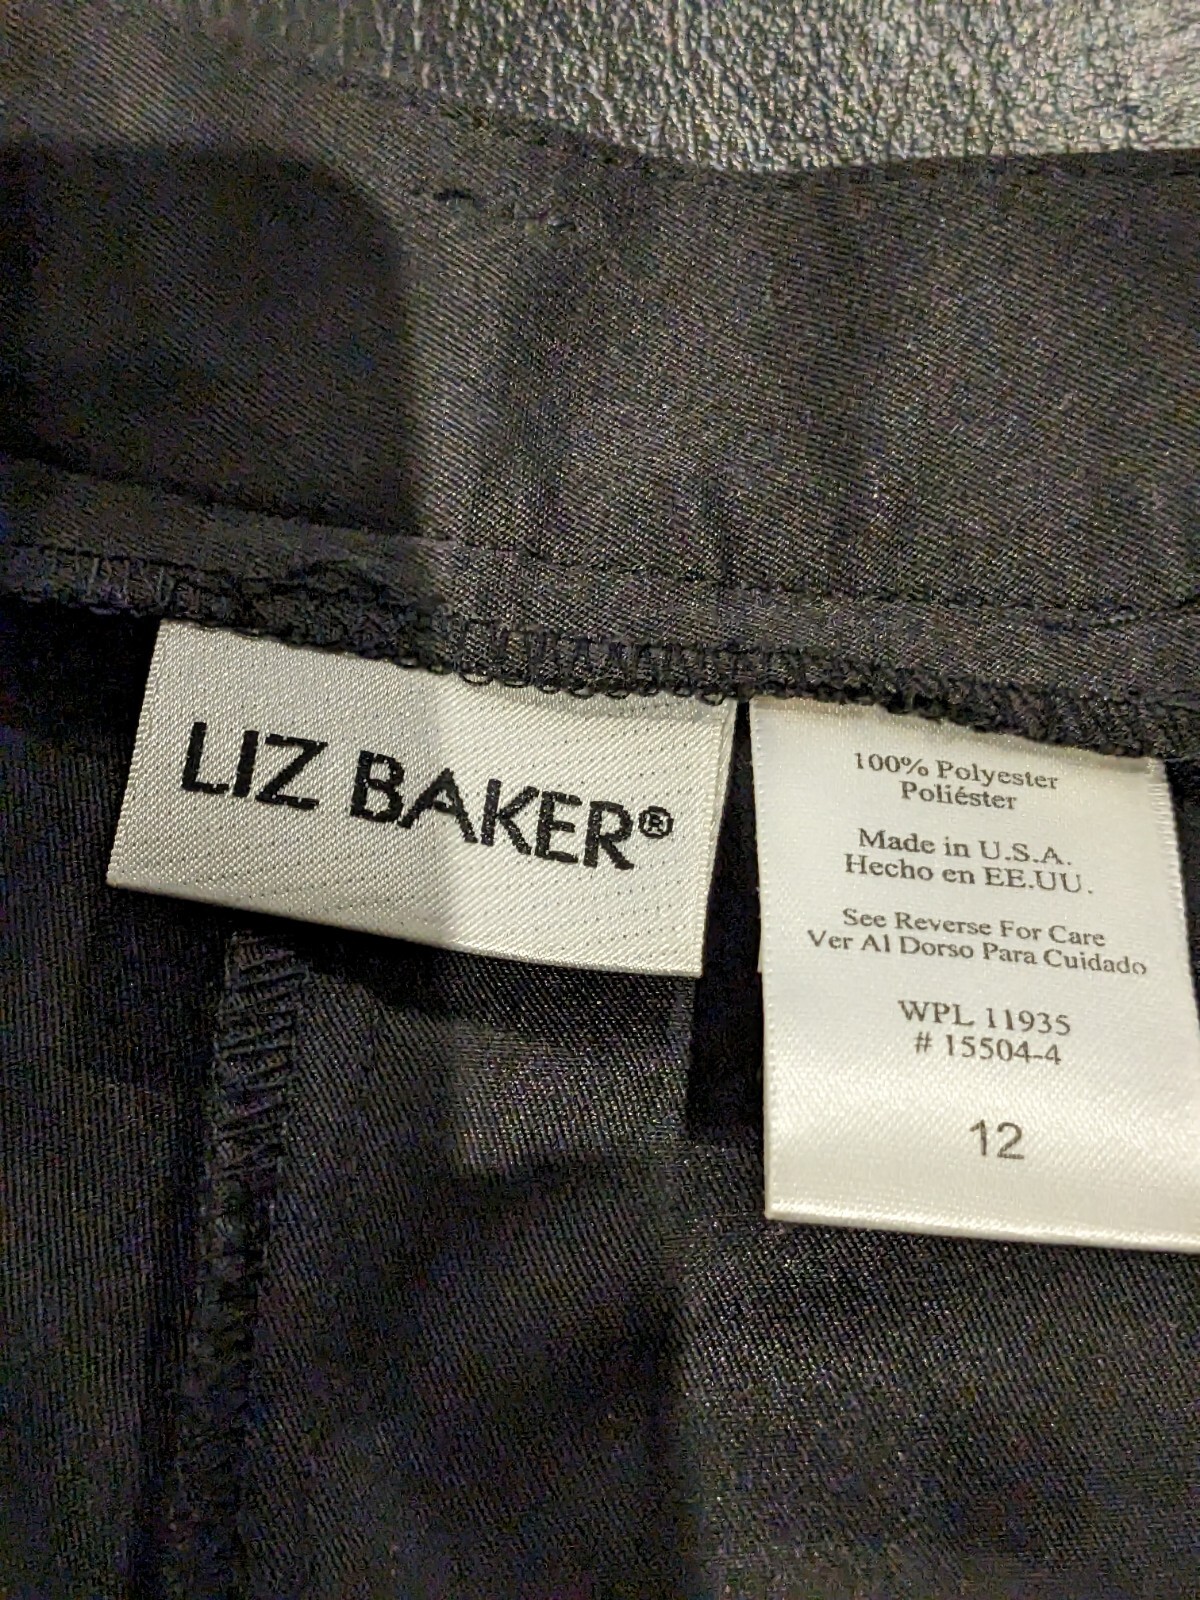 LIZ BAKER®
100% Polyester
Poliéster
Made in U.S.A.
Hecho en EE.UU.
See Reverse For Care
Ver Al Dorso Para Cuidado
WPL 11935
# 15504-4
12